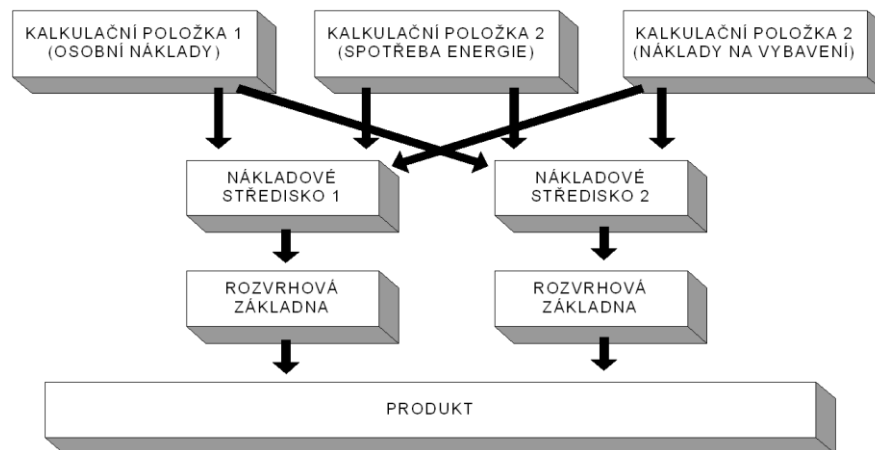 KALKULAČNÍ POLOŽKA 1
(OSOBNÍ NÁKLADY)
KALKULAČNÍ POLOŽKA 2
(SPOTŘEBA ENERGIE)
KALKULAČNÍ POLOŽKA 2
(NÁKLADY NA VYBAVENÍ)
NÁKLADOVÉ
STŘEDISKO 1
NÁKLADOVÉ
STŘEDISKO 2
ROZVRHOVÁ
ZÁKLADNA
ROZVRHOVÁ
ZÁKLADNA
PRODUKT